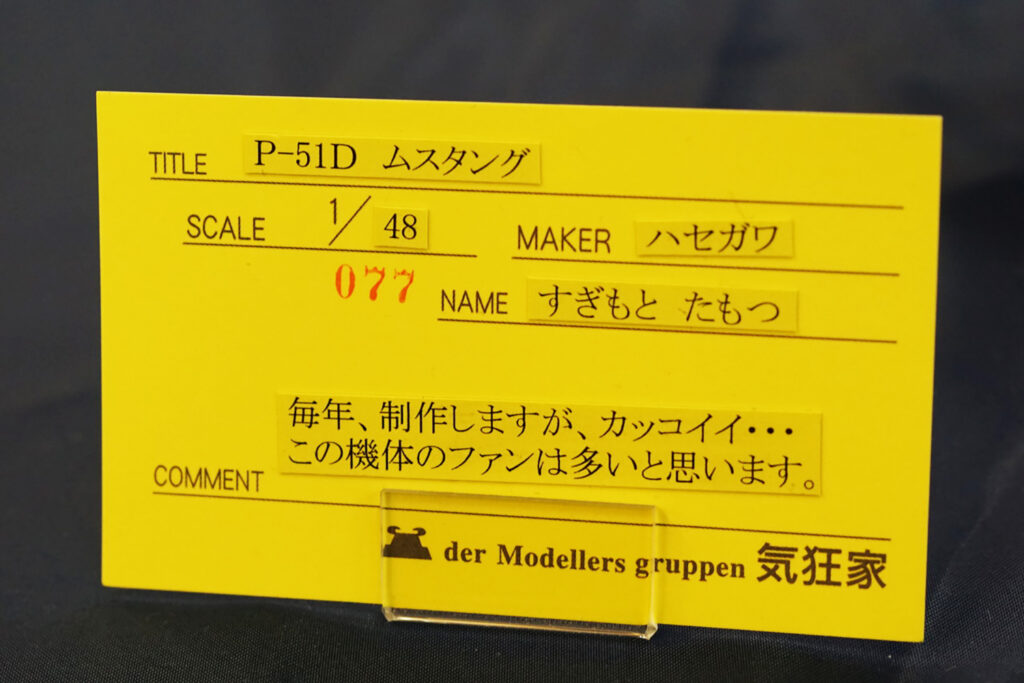 TITLE P-51D ムスタング
SCALE 1/48 MAKER ハセガワ
077
NAME すぎもと たもつ
毎年、制作しますが、カッコイイ・・・
この機体のファンは多いと思います。
COMMENT
der Modellers gruppen 気狂家